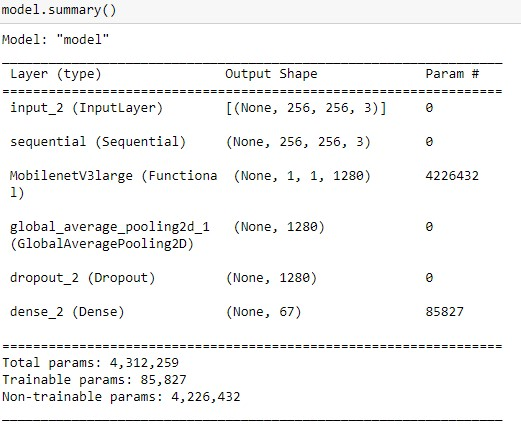 model.summary()
Model: "model"
_________________________________________________________________
Layer (type) Output Shape Param #
=================================================================
input_2 (InputLayer) [(None, 256, 256, 3)] 0
sequential (Sequential) (None, 256, 256, 3) 0
MobilenetV3large (Functiona (None, 1, 1, 1280) 4226432
l)
global_average_pooling2d_1 (None, 1280) 0
(GlobalAveragePooling2D)
dropout_2 (Dropout) (None, 1280) 0
dense_2 (Dense) (None, 67) 85827
=================================================================
Total params: 4,312,259
Trainable params: 85,827
Non-trainable params: 4,226,432
_________________________________________________________________